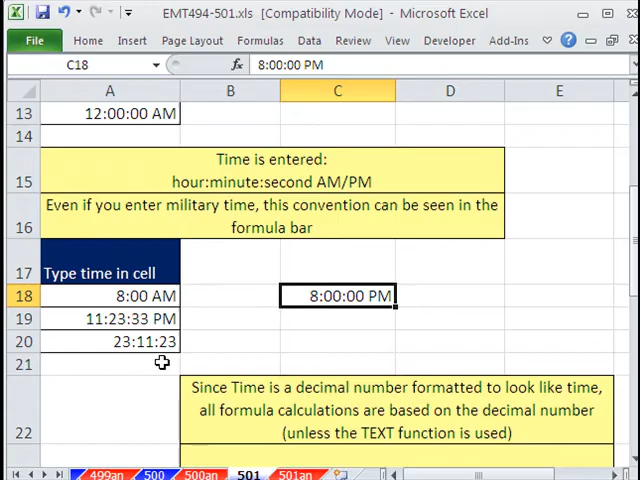 EMT494-501.xls [Compatibility Mode] - Microsoft Excel
File Home Insert Page Layout Formulas Data Review View Developer Add-Ins
C18 fx 8:00:00 PM
A B C D E
13 12:00:00 AM
14
Time is entered:
15 hour:minute:second AM/PM
Even if you enter military time, this convention can be seen in the
16 formula bar
17 Type time in cell
18 8:00 AM 8:00:00 PM
19 11:23:33 PM
20 23:11:23
21
Since Time is a decimal number formatted to look like time,
all formula calculations are based on the decimal number
22 (unless the TEXT function is used)
499an 500 500an 501 501an